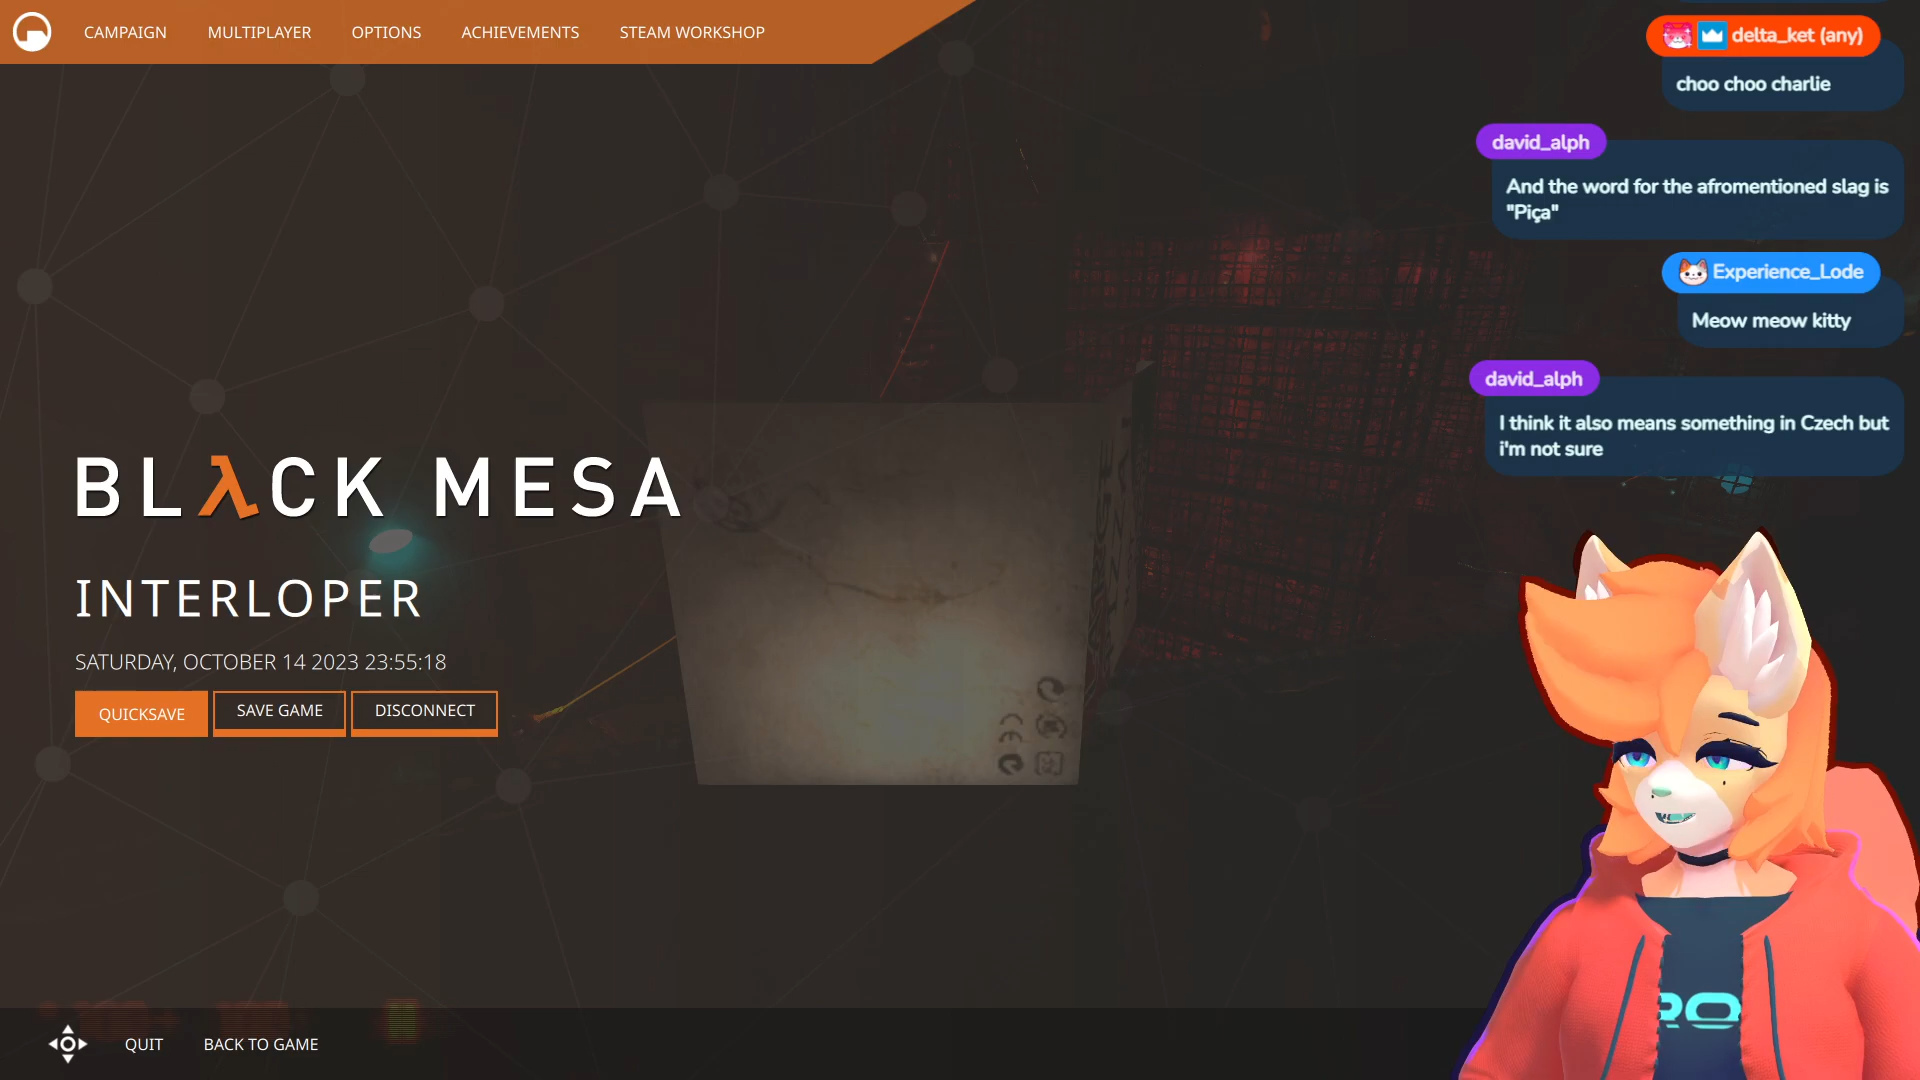 CAMPAIGN MULTIPLAYER OPTIONS ACHIEVEMENTS STEAM WORKSHOP
delta_ket (any)
choo choo charlie
david_alph
And the word for the afromentioned slag is
"Piça"
Experience_Lode
Meow meow kitty
david_alph
I think it also means something in Czech but
i'm not sure
BLλCK MESA
INTERLOPER
SATURDAY, OCTOBER 14 2023 23:55:18
QUICKSAVE SAVE GAME DISCONNECT
QUIT BACK TO GAME